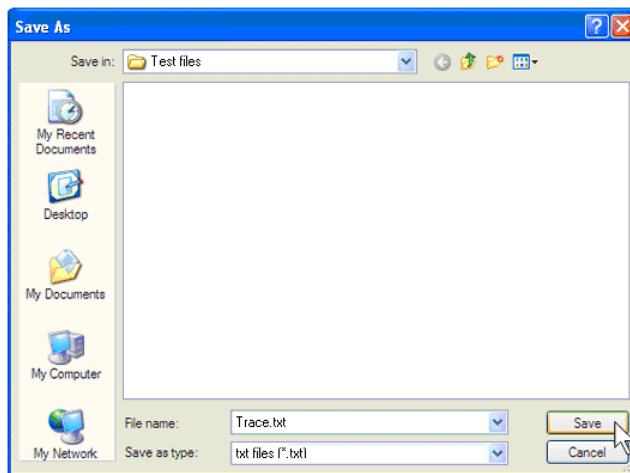 Save As
Save in:
Test files
My Recent
Documents
Desktop
My Documents
My Computer
My Network
File name:
Trace.txt
Save
Save as type:
txt files (*.txt)
Cancel